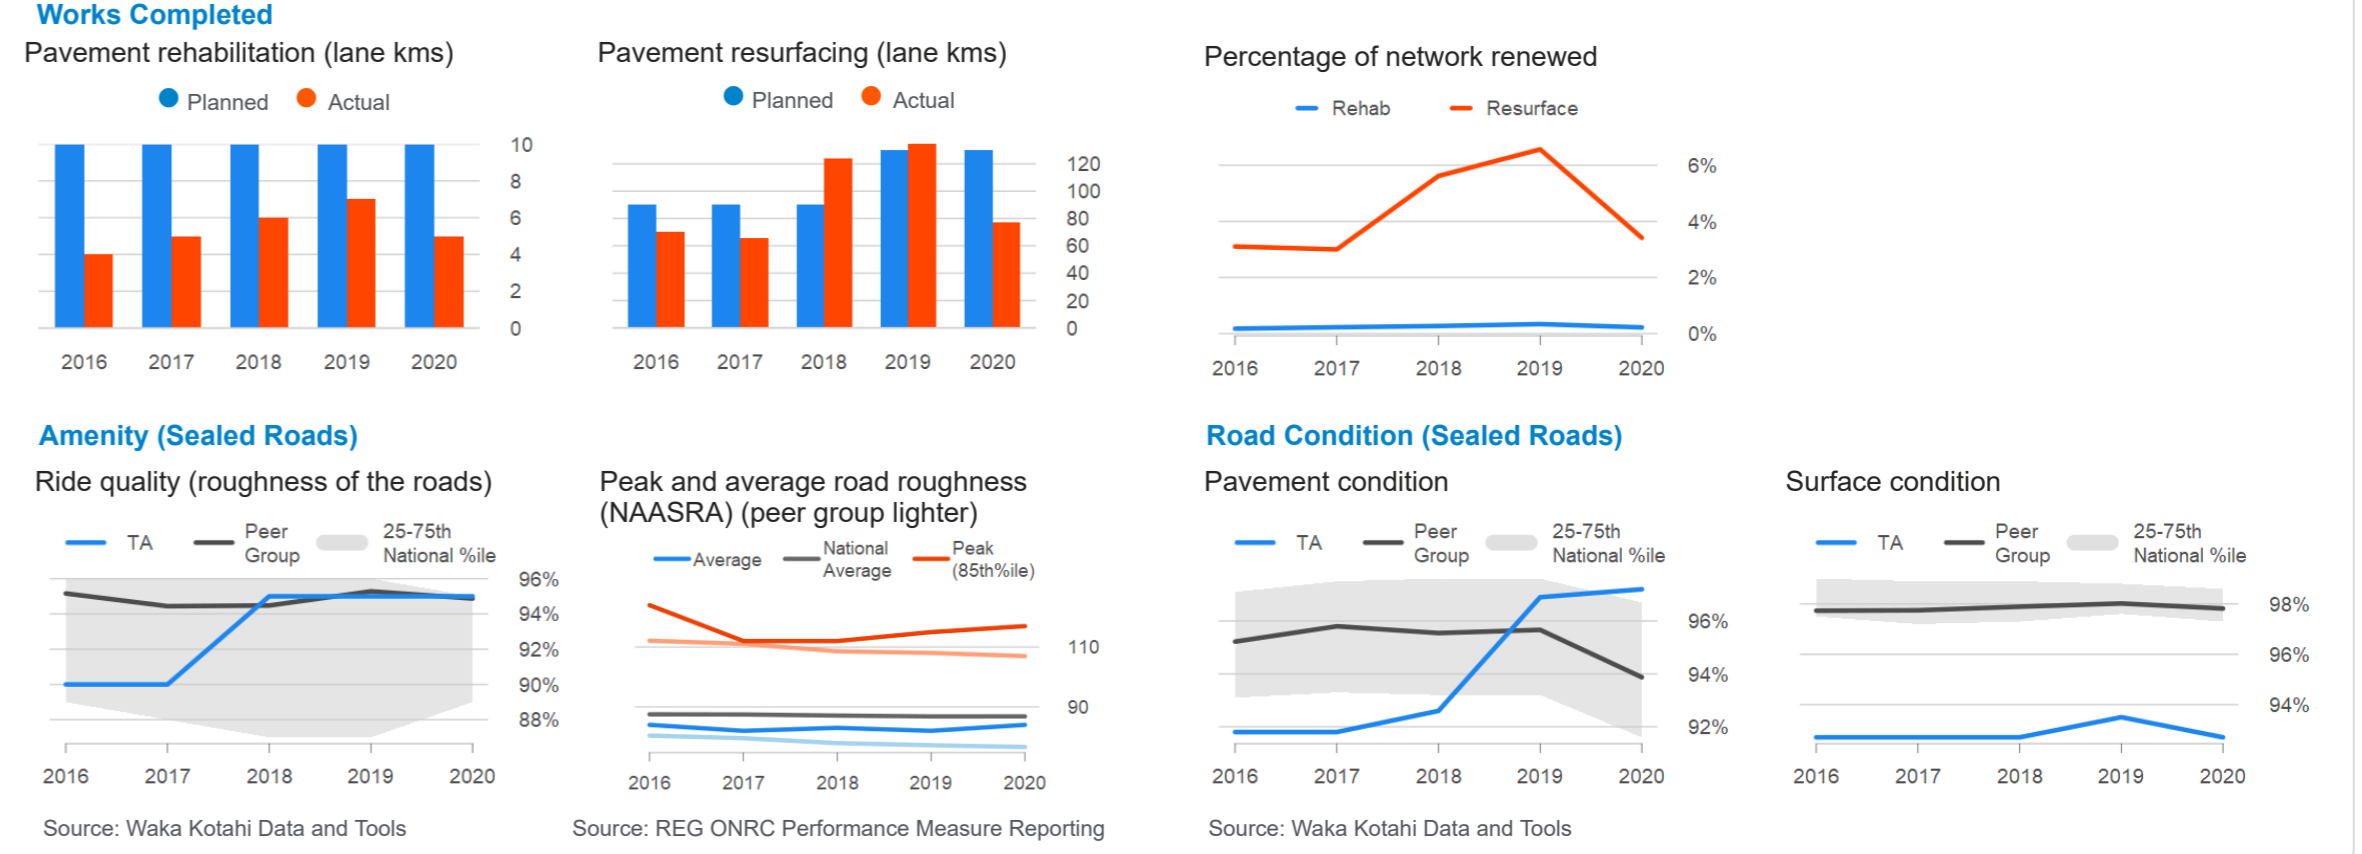 Works Completed
Pavement rehabilitation (lane kms)
Planned Actual
10
8
6
4
2
0
2016 2017 2018 2019 2020
Pavement resurfacing (lane kms)
Planned Actual
120
100
80
60
40
20
0
2016 2017 2018 2019 2020
Percentage of network renewed
Rehab Resurface
6%
4%
2%
0%
2016 2017 2018 2019 2020
Amenity (Sealed Roads)
Ride quality (roughness of the roads)
TA
Peer
Group
25-75th
National %ile
96%
94%
92%
90%
88%
2016 2017 2018 2019 2020
Source: Waka Kotahi Data and Tools
Peak and average road roughness
(NAASRA) (peer group lighter)
Average
National
Average
Peak
(85th%ile)
110
90
2016 2017 2018 2019 2020
Source: REG ONRC Performance Measure Reporting
Road Condition (Sealed Roads)
Pavement condition
TA
Peer
Group
25-75th
National %ile
96%
94%
92%
2016 2017 2018 2019 2020
Source: Waka Kotahi Data and Tools
Surface condition
TA
Peer
Group
25-75th
National %ile
98%
96%
94%
2016 2017 2018 2019 2020